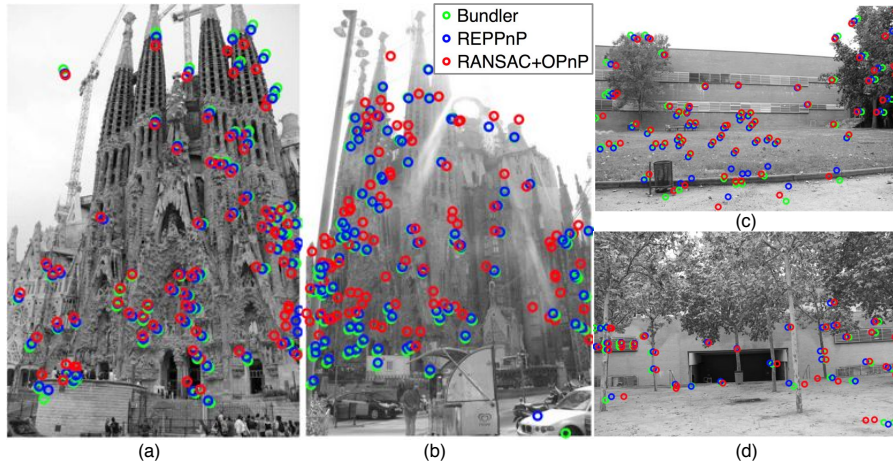 Bundler
REPPnP
RANSAC+OPnP
(a)
(b)
(c)
(d)